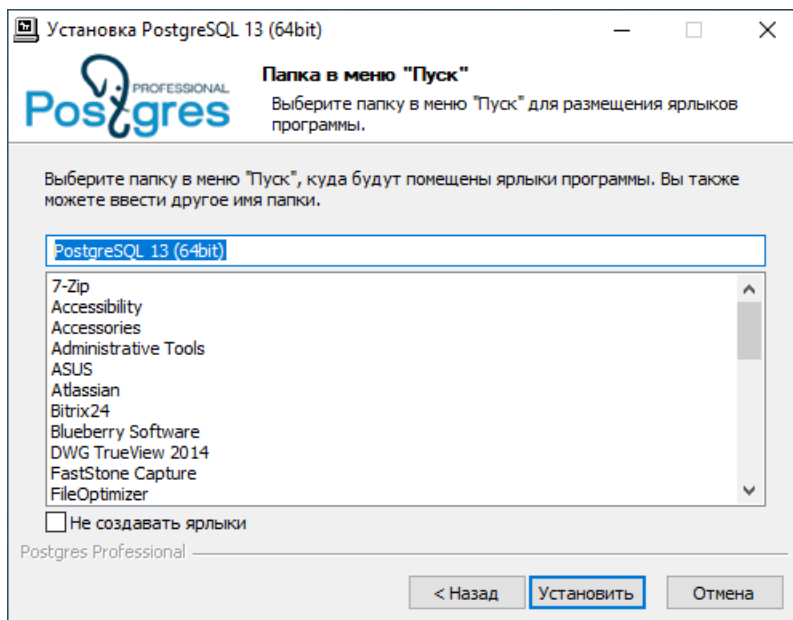 Установка PostgreSQL 13 (64bit)
PROFESSIONAL
Postgres
Папка в меню "Пуск"
Выберите папку в меню "Пуск" для размещения ярлыков
программы.
Выберите папку в меню "Пуск", куда будут помещены ярлыки программы. Вы также
можете ввести другое имя папки.
PostgreSQL 13 (64bit)
7-Zip
Accessibility
Accessories
Administrative Tools
ASUS
Atlassian
Bitrix24
Blueberry Software
DWG TrueView 2014
FastStone Capture
FileOptimizer
Не создавать ярлыки
Postgres Professional
< Назад Установить Отмена